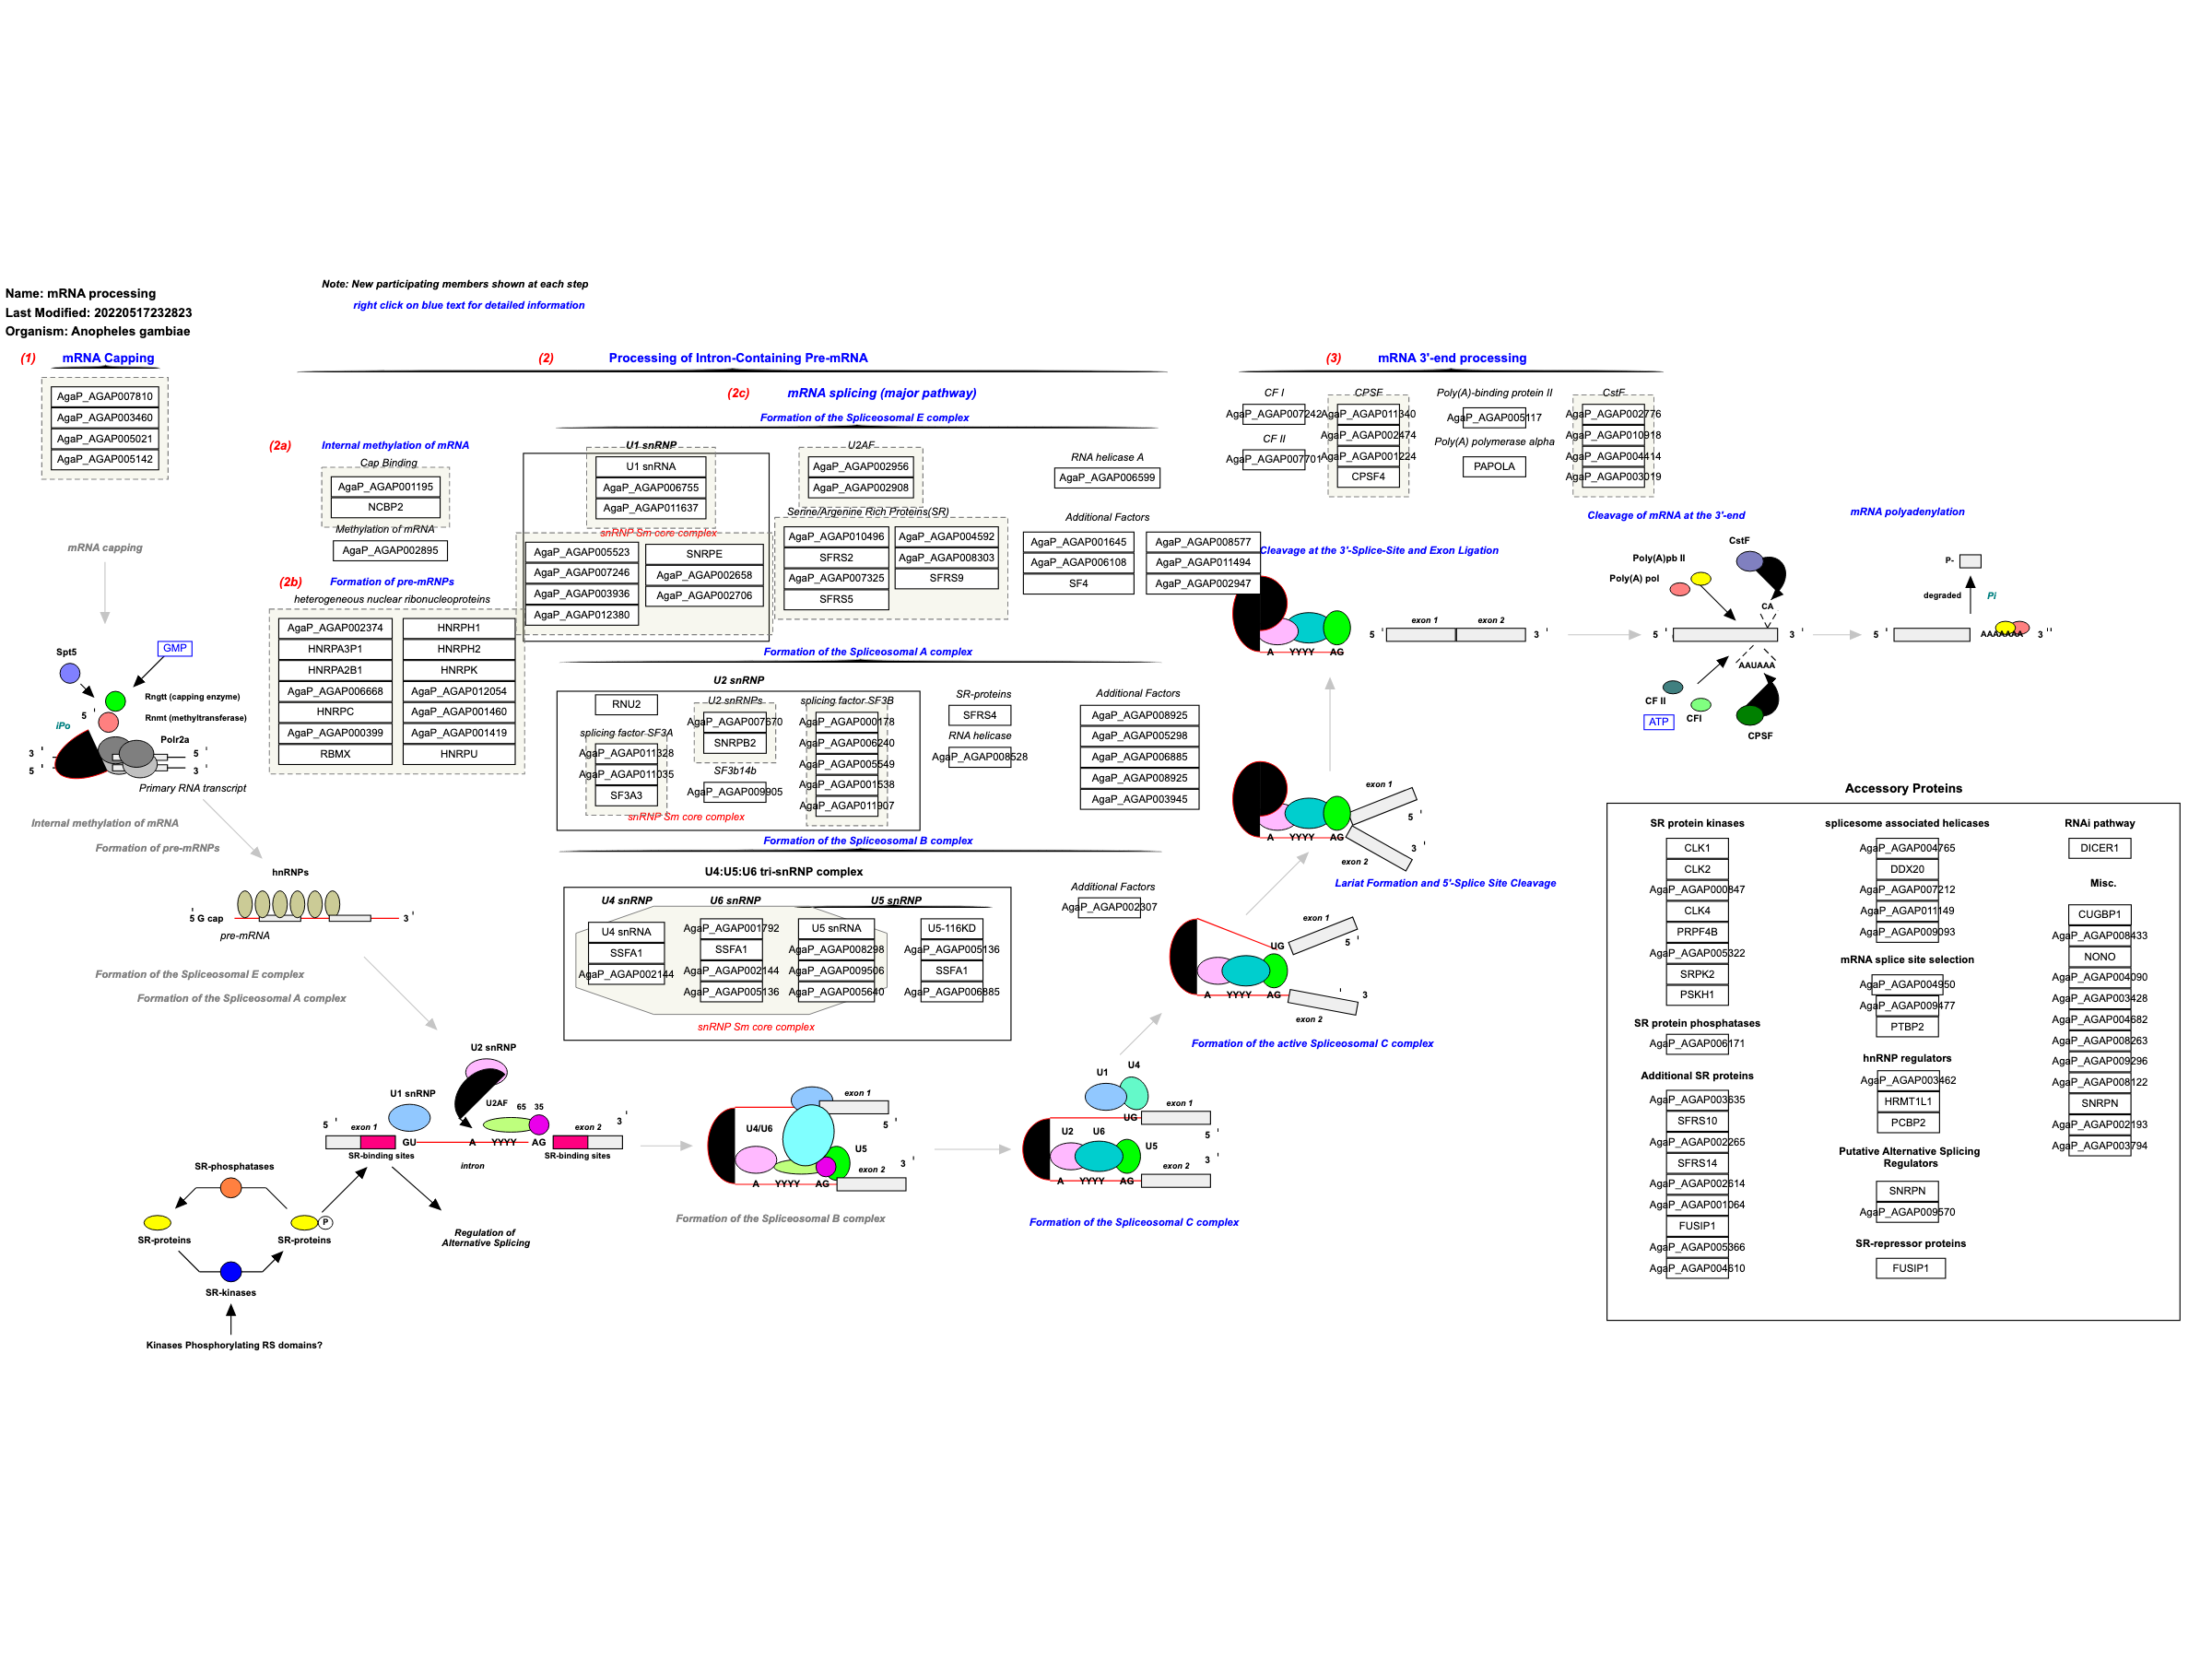 Name: mRNA processing
Last Modified: 20220517232823
Organism: Anopheles gambiae
Note: New participating members shown at each step
right click on blue text for detailed information
(1) mRNA Capping
AgaP_AGAP007810
AgaP_AGAP003460
AgaP_AGAP005021
AgaP_AGAP005142
(2) Processing of Intron-Containing Pre-mRNA
(2a) Internal methylation of mRNA
Cap Binding
AgaP_AGAP001195
NCBP2
Methylation of mRNA
AgaP_AGAP002895
(2b) Formation of pre-mRNPs
heterogeneous nuclear ribonucleoproteins
AgaP_AGAP002374
HNRPA3P1
HNRPA2B1
AgaP_AGAP006668
HNRPC
AgaP_AGAP000399
RBMX
HNRPH1
HNRPH2
HNRPK
AgaP_AGAP012054
AgaP_AGAP001460
AgaP_AGAP001419
HNRPU
(2c) mRNA splicing (major pathway)
Formation of the Spliceosomal E complex
U1 snRNP
U1 snRNA
AgaP_AGAP006755
AgaP_AGAP011637
snRNP Sm core complex
AgaP_AGAP005523
AgaP_AGAP007246
AgaP_AGAP003936
AgaP_AGAP012380
SNRPE
AgaP_AGAP002658
AgaP_AGAP002706
U2AF
AgaP_AGAP002956
AgaP_AGAP002908
Serine/Argenine Rich Proteins(SR)
AgaP_AGAP010496
SFRS2
AgaP_AGAP007325
SFRS5
AgaP_AGAP004592
AgaP_AGAP008303
SFRS9
RNA helicase A
AgaP_AGAP006599
Additional Factors
AgaP_AGAP001645
AgaP_AGAP006108
SF4
AgaP_AGAP008577
AgaP_AGAP011494
AgaP_AGAP002947
Formation of the Spliceosomal A complex
U2 snRNP
RNU2
splicing factor SF3A
AgaP_AGAP011328
AgaP_AGAP011035
SF3A3
U2 snRNPs
AgaP_AGAP007670
SNRPB2
SF3b14b
AgaP_AGAP009905
splicing factor SF3B
AgaP_AGAP000178
AgaP_AGAP006240
AgaP_AGAP005549
AgaP_AGAP001538
AgaP_AGAP011907
snRNP Sm core complex
SR-proteins
SFRS4
RNA helicase
AgaP_AGAP008528
Additional Factors
AgaP_AGAP008925
AgaP_AGAP005298
AgaP_AGAP006885
AgaP_AGAP008925
AgaP_AGAP003945
Formation of the Spliceosomal B complex
U4:U5:U6 tri-snRNP complex
U4 snRNP
U4 snRNA
SSFA1
AgaP_AGAP002144
U6 snRNP
AgaP_AGAP001792
SSFA1
AgaP_AGAP002144
AgaP_AGAP005136
U5 snRNP
U5 snRNA
AgaP_AGAP008298
AgaP_AGAP009506
AgaP_AGAP005640
U5-116KD
AgaP_AGAP005136
SSFA1
AgaP_AGAP006885
snRNP Sm core complex
Additional Factors
AgaP_AGAP002307
(3) mRNA 3'-end processing
CF I
AgaP_AGAP007242
CF II
AgaP_AGAP007701
CPSF
AgaP_AGAP011340
AgaP_AGAP002474
AgaP_AGAP001224
CPSF4
Poly(A)-binding protein II
AgaP_AGAP005117
Poly(A) polymerase alpha
PAPOLA
CstF
AgaP_AGAP002776
AgaP_AGAP010918
AgaP_AGAP004414
AgaP_AGAP003019
mRNA capping
Spt5
GMP
Rngtt (capping enzyme)
5 '
Rnmt (methyltransferase)
iPo
Polr2a
3 ' 5 '
5 ' 3 '
Primary RNA transcript
Internal methylation of mRNA
Formation of pre-mRNPs
hnRNPs
5 ' G cap 3 '
pre-mRNA
Formation of the Spliceosomal E complex
Formation of the Spliceosomal A complex
U2 snRNP
U1 snRNP
U2AF 65 35
5 ' exon 1 GU A YYYY AG exon 2 3 '
SR-binding sites intron SR-binding sites
SR-phosphatases
P
SR-proteins SR-proteins
SR-kinases
Kinases Phosphorylating RS domains?
Regulation of
Alternative Splicing
exon 1
U4/U6 5 '
U5
exon 2 3 '
A YYYY AG
Formation of the Spliceosomal B complex
U1 U4
exon 1
UG
5 '
U2 U6 U5
exon 2 3 '
A YYYY AG
Formation of the Spliceosomal C complex
exon 1
UG 5 '
A YYYY AG ' 3
exon 2
Formation of the active Spliceosomal C complex
exon 1
5 '
A YYYY AG 3 '
exon 2
Lariat Formation and 5'-Splice Site Cleavage
Cleavage at the 3'-Splice-Site and Exon Ligation
5 ' exon 1 exon 2 3 '
A YYYY AG
Cleavage of mRNA at the 3'-end
CstF
Poly(A)pb II
Poly(A) pol
CA
5 ' 3 '
AAUAAA
CF II
ATP CFI
CPSF
mRNA polyadenylation
P-
degraded Pi
5 ' AAAAAAA 3 ''
Accessory Proteins
SR protein kinases
CLK1
CLK2
AgaP_AGAP000847
CLK4
PRPF4B
AgaP_AGAP005322
SRPK2
PSKH1
SR protein phosphatases
AgaP_AGAP006171
Additional SR proteins
AgaP_AGAP003635
SFRS10
AgaP_AGAP002265
SFRS14
AgaP_AGAP002614
AgaP_AGAP001064
FUSIP1
AgaP_AGAP005366
AgaP_AGAP004610
splicesome associated helicases
AgaP_AGAP004765
DDX20
AgaP_AGAP007212
AgaP_AGAP011149
AgaP_AGAP009093
mRNA splice site selection
AgaP_AGAP004950
AgaP_AGAP009477
PTBP2
hnRNP regulators
AgaP_AGAP003462
HRMT1L1
PCBP2
Putative Alternative Splicing
Regulators
SNRPN
AgaP_AGAP009570
SR-repressor proteins
FUSIP1
RNAi pathway
DICER1
Misc.
CUGBP1
AgaP_AGAP008433
NONO
AgaP_AGAP004090
AgaP_AGAP003428
AgaP_AGAP004682
AgaP_AGAP008263
AgaP_AGAP009296
AgaP_AGAP008122
SNRPN
AgaP_AGAP002193
AgaP_AGAP003794